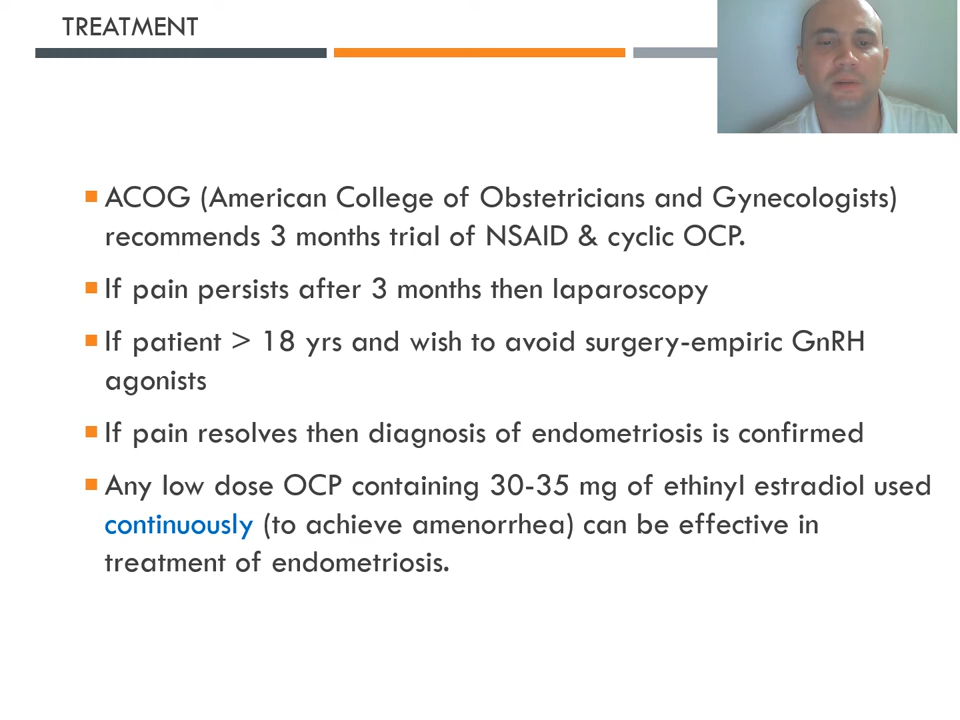 TREATMENT
ACOG (American College of Obstetricians and Gynecologists)
recommends 3 months trial of NSAID & cyclic OCP.
If pain persists after 3 months then laparoscopy
If patient > 18 yrs and wish to avoid surgery-empiric GnRH
agonists
If pain resolves then diagnosis of endometriosis is confirmed
Any low dose OCP containing 30-35 mg of ethinyl estradiol used
continuously (to achieve amenorrhea) can be effective in
treatment of endometriosis.